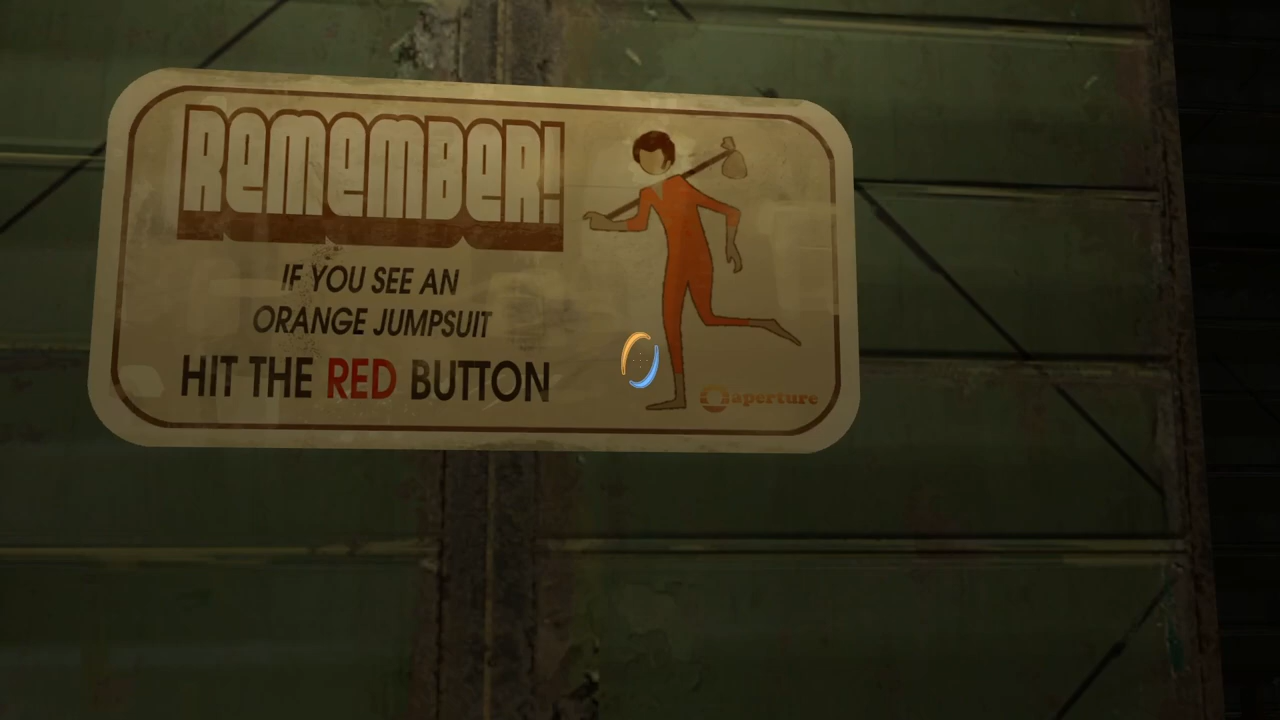 REMEMBER!
IF YOU SEE AN
ORANGE JUMPSUIT
HIT THE RED BUTTON
aperture